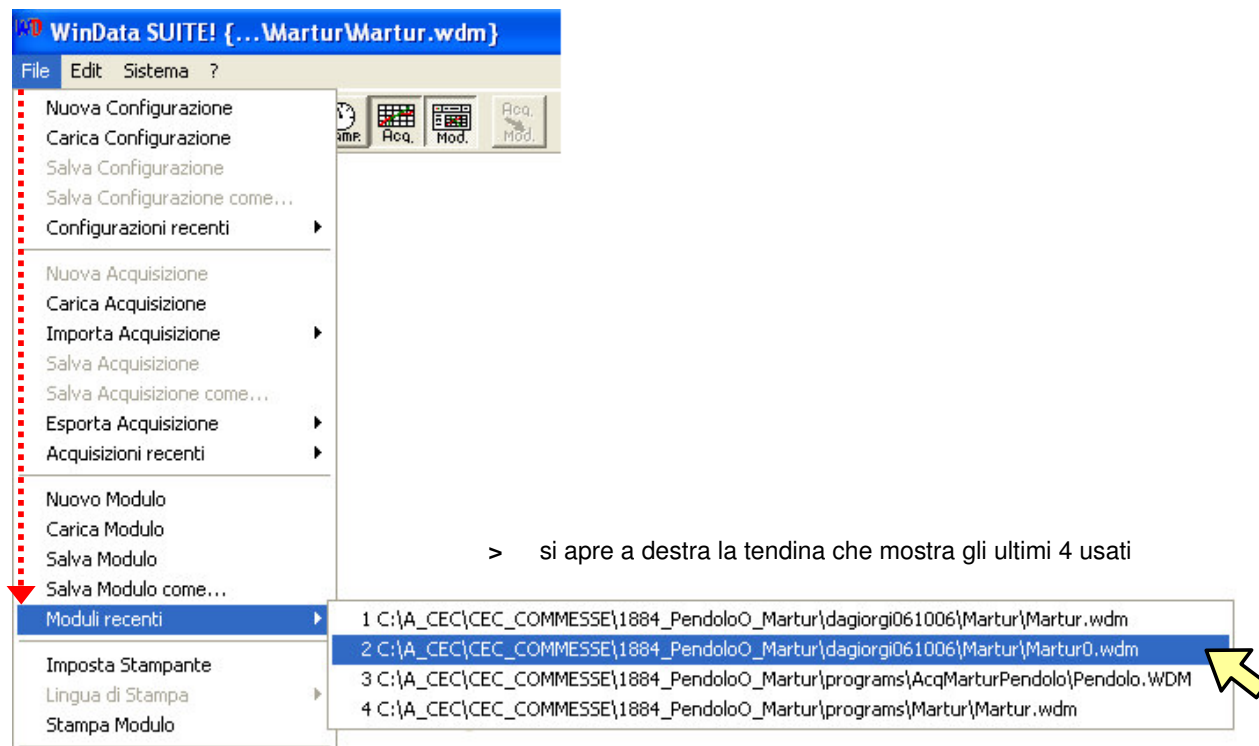 WinData SUITE! {...\Martur\Martur.wdm}
File Edit Sistema ?
Acq. Mod. Acq. Mod.
Nuova Configurazione
Carica Configurazione
Salva Configurazione
Salva Configurazione come...
Configurazioni recenti
Nuova Acquisizione
Carica Acquisizione
Importa Acquisizione
Salva Acquisizione
Salva Acquisizione come...
Esporta Acquisizione
Acquisizioni recenti
Nuovo Modulo
Carica Modulo
Salva Modulo
Salva Modulo come...
Moduli recenti
> si apre a destra la tendina che mostra gli ultimi 4 usati
1 C:\A_CEC\CEC_COMMESSE\1884_PendoloO_Martur\dagiorgi061006\Martur\Martur.wdm
2 C:\A_CEC\CEC_COMMESSE\1884_PendoloO_Martur\dagiorgi061006\Martur\Martur0.wdm
3 C:\A_CEC\CEC_COMMESSE\1884_PendoloO_Martur\programs\AcqMarturPendolo\Pendolo.WDM
4 C:\A_CEC\CEC_COMMESSE\1884_PendoloO_Martur\programs\Martur\Martur.wdm
Imposta Stampante
Lingua di Stampa
Stampa Modulo